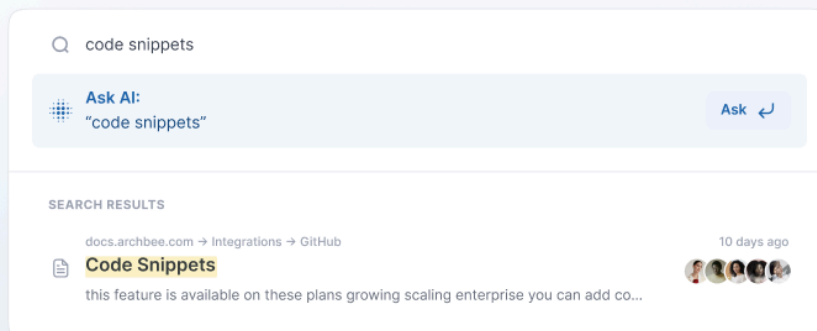 code snippets
Ask AI:
“code snippets”
Ask
SEARCH RESULTS
docs.archbee.com → Integrations → GitHub
10 days ago
Code Snippets
this feature is available on these plans growing scaling enterprise you can add co...